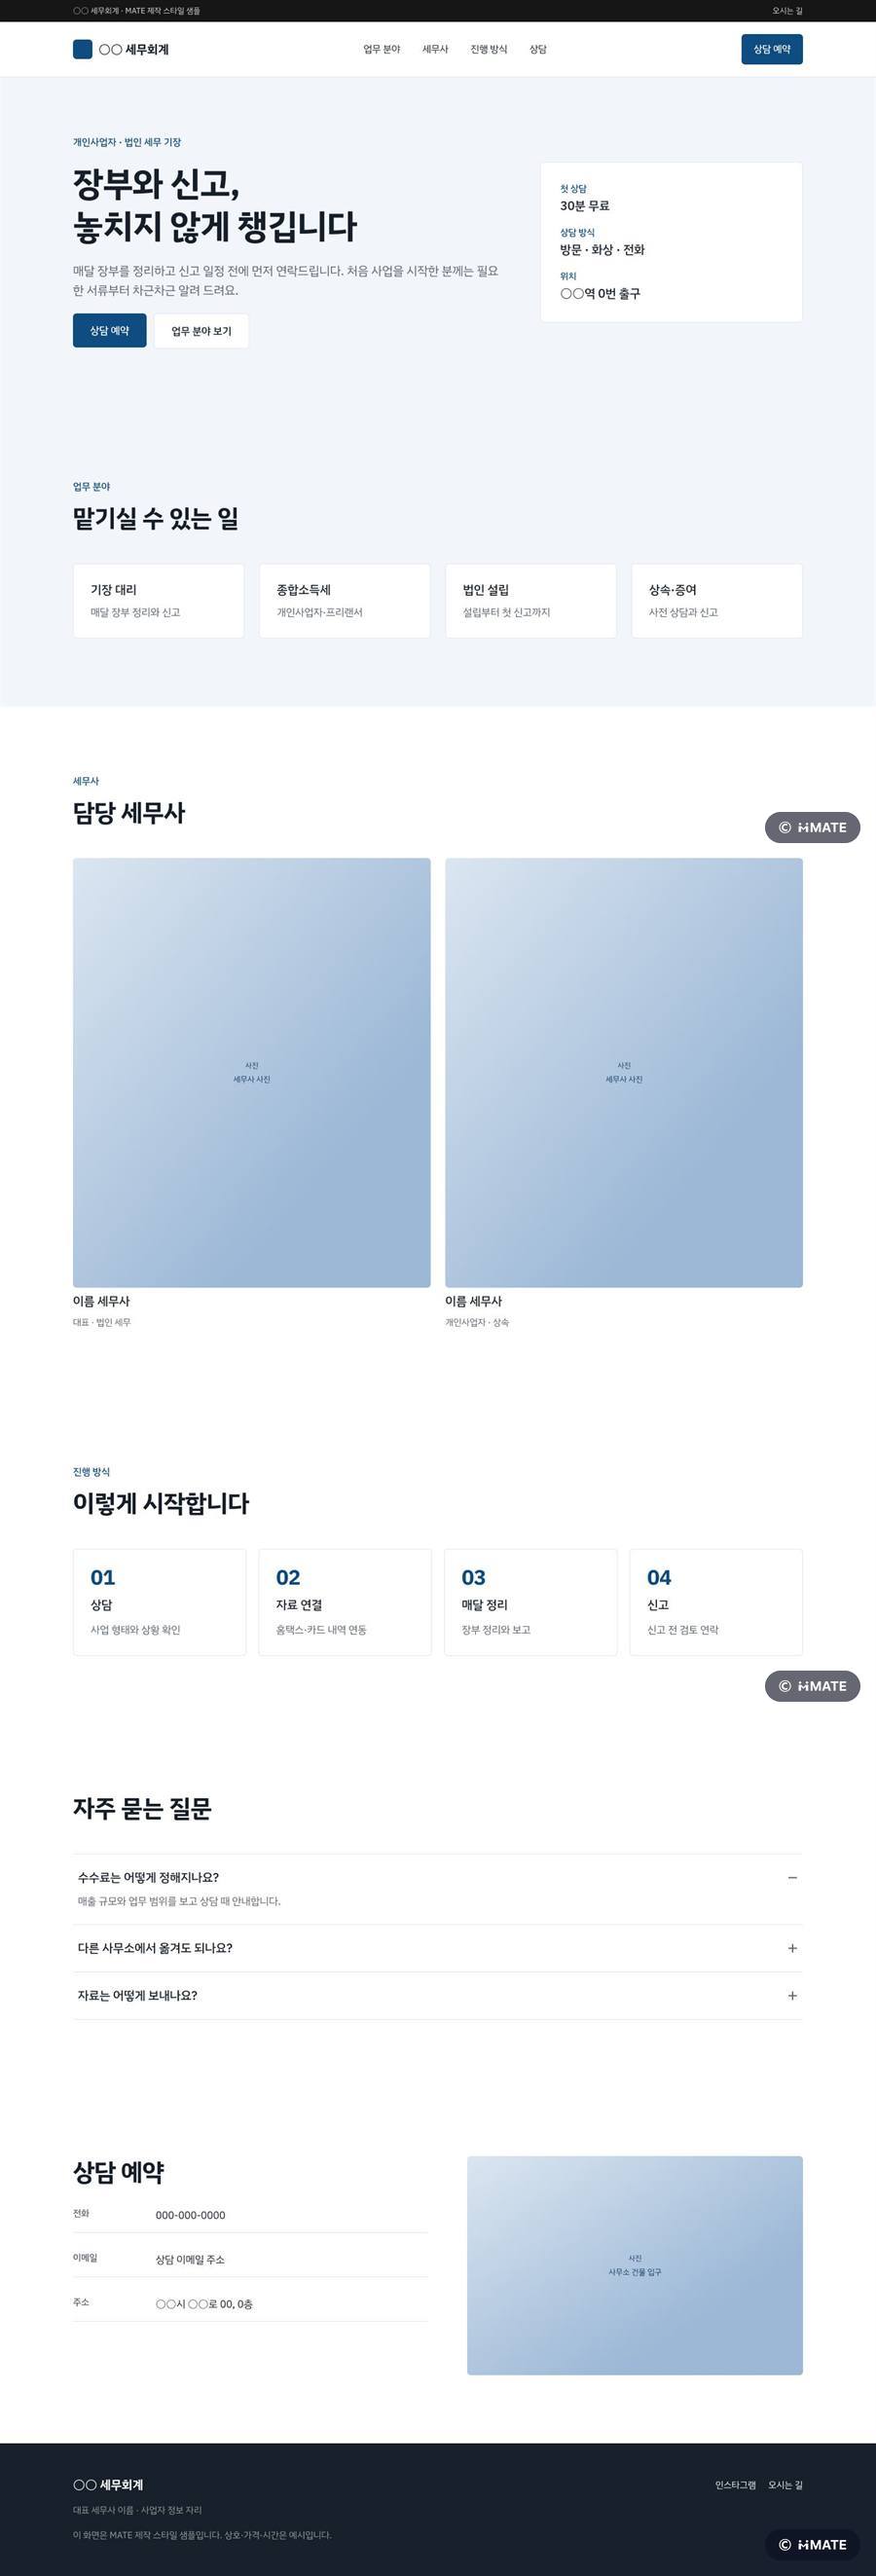 ○○ 세무회계 · MATE 제작 스타일 샘플
오시는 길
○○ 세무회계
업무 분야
세무사
진행 방식
상담
상담 예약
개인사업자 · 법인 세무 기장
장부와 신고,
놓치지 않게 챙깁니다
매달 장부를 정리하고 신고 일정 전에 먼저 연락드립니다. 처음 사업을 시작한 분께는 필요
한 서류부터 차근차근 알려 드려요.
상담 예약
업무 분야 보기
첫 상담
30분 무료
상담 방식
방문 · 화상 · 전화
위치
○○역 0번 출구
업무 분야
맡기실 수 있는 일
기장 대리
매달 장부 정리와 신고
종합소득세
개인사업자·프리랜서
법인 설립
설립부터 첫 신고까지
상속·증여
사전 상담과 신고
세무사
담당 세무사
© MATE
사진
세무사 사진
사진
세무사 사진
이름 세무사
대표 · 법인 세무
이름 세무사
개인사업자 · 상속
진행 방식
이렇게 시작합니다
01
상담
사업 형태와 상황 확인
02
자료 연결
홈택스·카드 내역 연동
03
매달 정리
장부 정리와 보고
04
신고
신고 전 검토 연락
© MATE
자주 묻는 질문
수수료는 어떻게 정해지나요?
매출 규모와 업무 범위를 보고 상담 때 안내합니다.
다른 사무소에서 옮겨도 되나요?
자료는 어떻게 보내나요?
상담 예약
전화
000-000-0000
이메일
상담 이메일 주소
주소
○○시 ○○로 00, 0층
사진
사무소 건물 입구
○○ 세무회계
인스타그램
오시는 길
대표 세무사 이름 · 사업자 정보 자리
이 화면은 MATE 제작 스타일 샘플입니다. 상호·가격·시간은 예시입니다.
© MATE